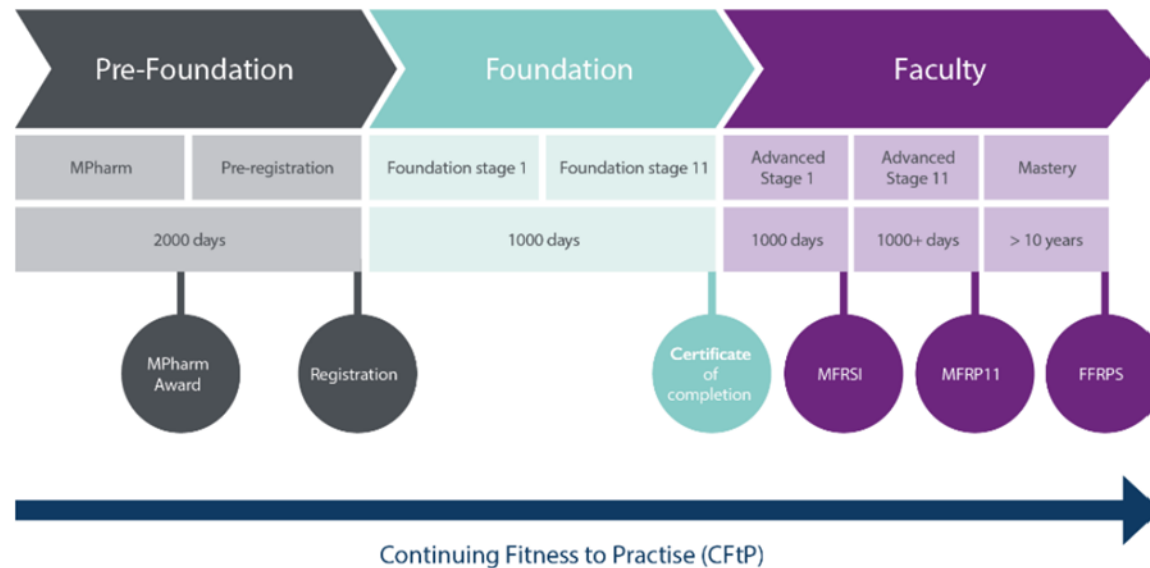 Pre-Foundation
Foundation
Faculty
MPharm
Pre-registration
Foundation stage 1
Foundation stage 11
Advanced
Stage 1
Advanced
Stage 11
Mastery
2000 days
1000 days
1000 days
1000+ days
> 10 years
MPharm
Award
Registration
Certificate
of
completion
MFRSI
MFRP11
FFRPS
Continuing Fitness to Practise (CFtP)